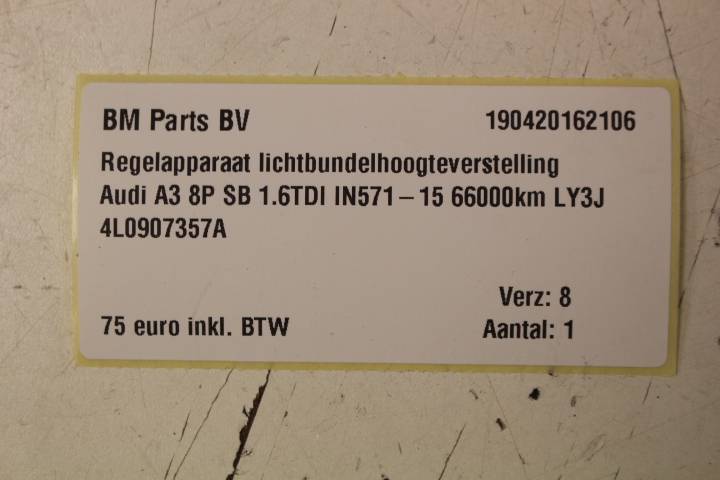 BM Parts BV 190420162106
Regelapparaat lichtbundelhoogteverstelling
Audi A3 8P SB 1.6TDI IN571-15 66000km LY3J
4L0907357A
Verz: 8
75 euro inkl. BTW Aantal: 1